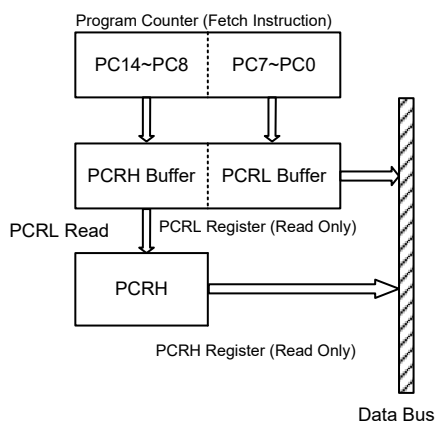 Program Counter (Fetch Instruction)
PC14~PC8 PC7~PC0
PCRH Buffer PCRL Buffer
PCRL Read
PCRL Register (Read Only)
PCRH
PCRH Register (Read Only)
Data Bus